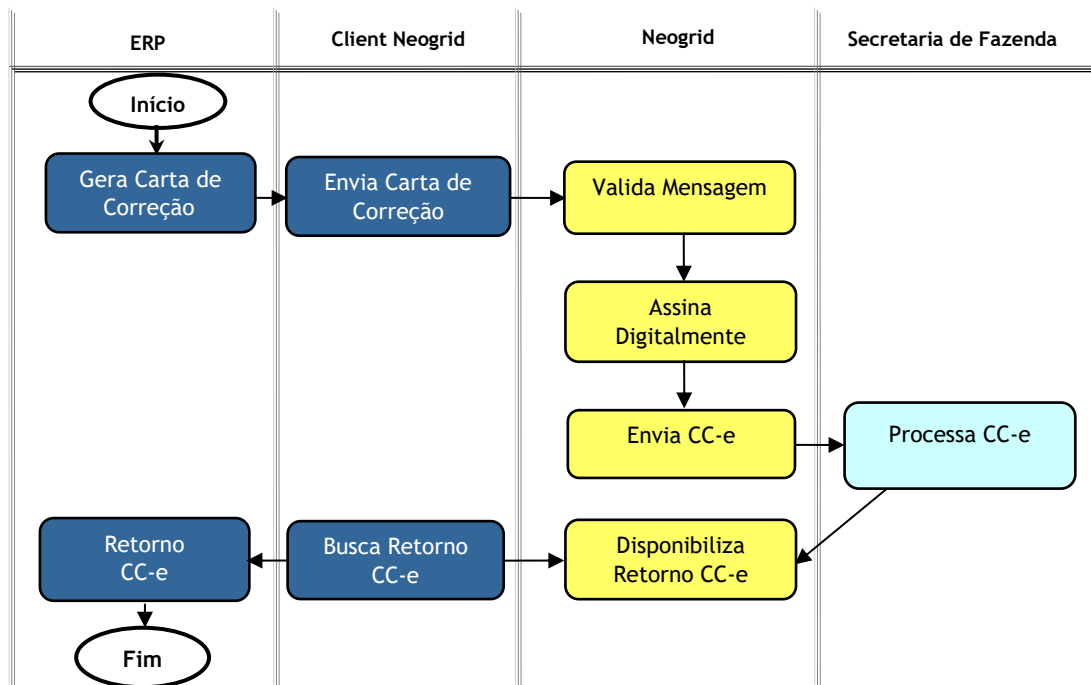 ERP
Client Neogrid
Neogrid
Secretaria de Fazenda
Início
Gera Carta de
Correção
Envia Carta de
Correção
Valida Mensagem
Assina
Digitalmente
Envia CC-e
Processa CC-e
Retorno
CC-e
Busca Retorno
CC-e
Disponibiliza
Retorno CC-e
Fim